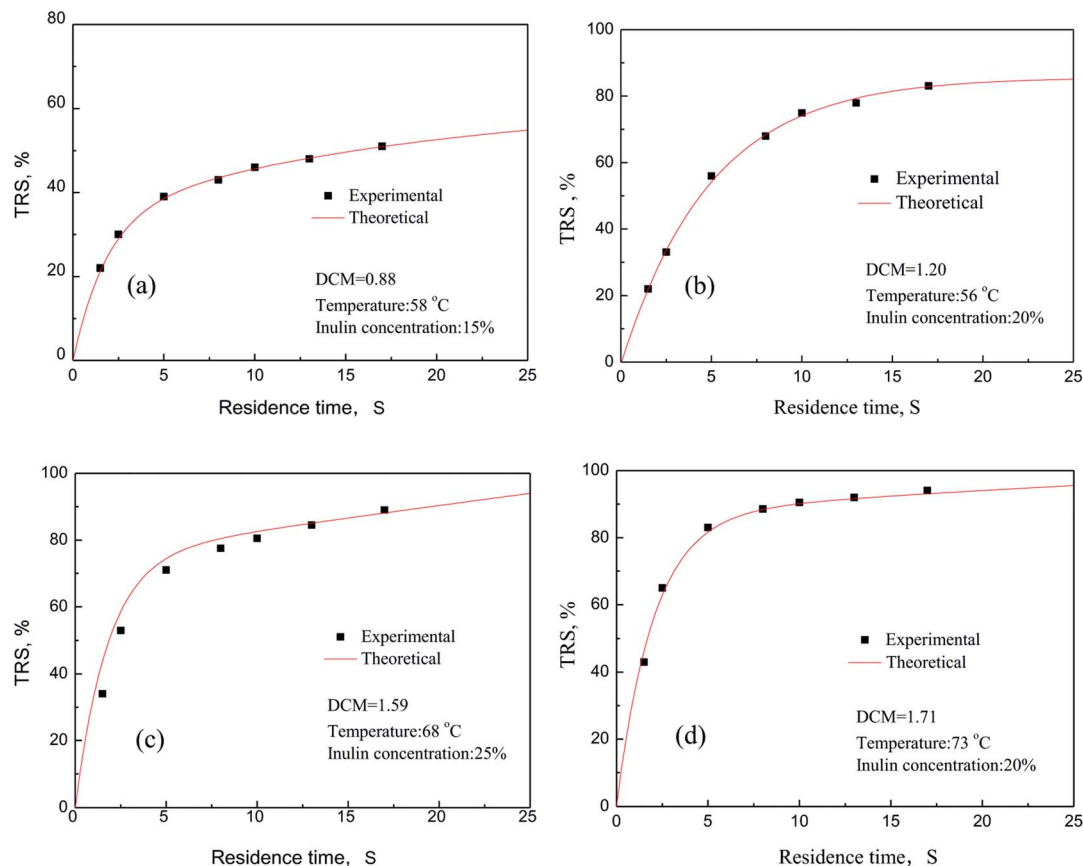 80
60
40
20
0
TRS, %
Experimental
Theoretical
(a)
DCM=0.88
Temperature:58 °C
Inulin concentration:15%
0 5 10 15 20 25
Residence time, S
100
80
60
40
20
0
TRS , %
Experimental
Theoretical
(b)
DCM=1.20
Temperature:56 °C
Inulin concentration:20%
0 5 10 15 20 25
Residence time, S
100
80
60
40
20
0
TRS, %
Experimental
Theoretical
(c)
DCM=1.59
Temperature:68 °C
Inulin concentration:25%
0 5 10 15 20 25
Residence time, S
100
80
60
40
20
0
TRS, %
Experimental
Theoretical
(d)
DCM=1.71
Temperature:73 °C
Inulin concentration:20%
0 5 10 15 20 25
Residence time, S